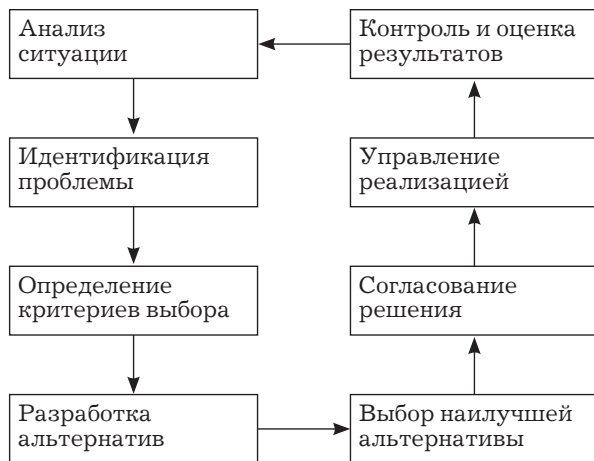 Анализ
ситуации
Идентификация
проблемы
Определение
критериев выбора
Разработка
альтернатив
Выбор наилучшей
альтернативы
Согласование
решения
Управление
реализацией
Контроль и оценка
результатов